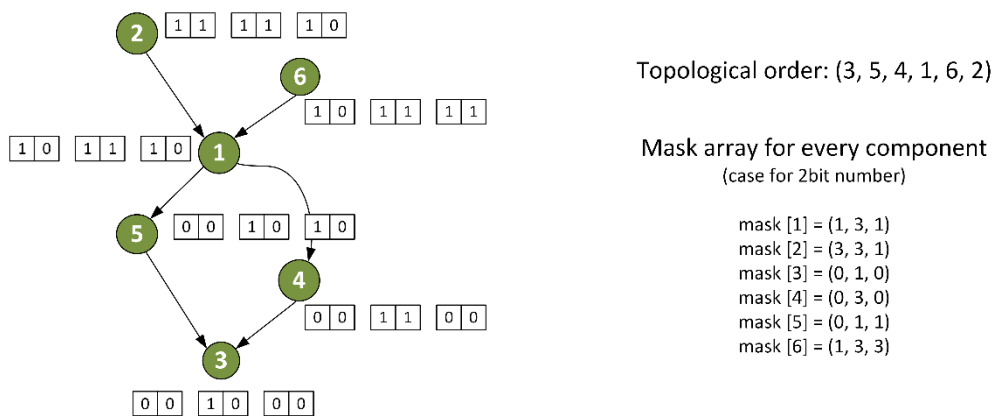 2 1 1 1 1 1 0
6
1 0 1 1 1 1
1 0 1 1 1 0 1
5 0 0 1 0 1 0
4
0 0 1 1 0 0
3
0 0 1 0 0 0
Topological order: (3, 5, 4, 1, 6, 2)
Mask array for every component
(case for 2bit number)
mask [1] = (1, 3, 1)
mask [2] = (3, 3, 1)
mask [3] = (0, 1, 0)
mask [4] = (0, 3, 0)
mask [5] = (0, 1, 1)
mask [6] = (1, 3, 3)